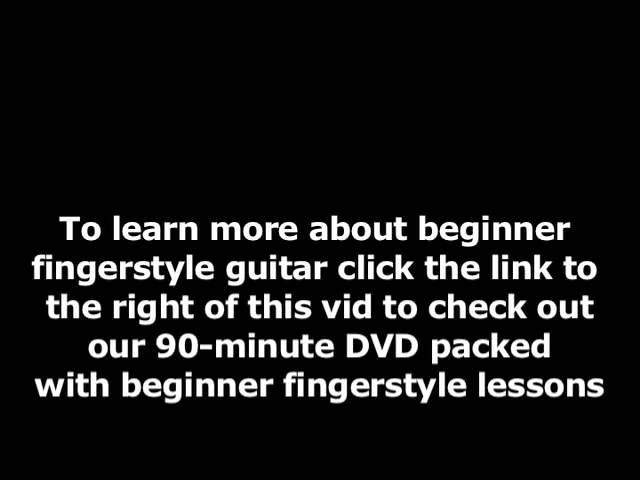 To learn more about beginner
fingerstyle guitar click the link to
the right of this vid to check out
our 90-minute DVD packed
with beginner fingerstyle lessons